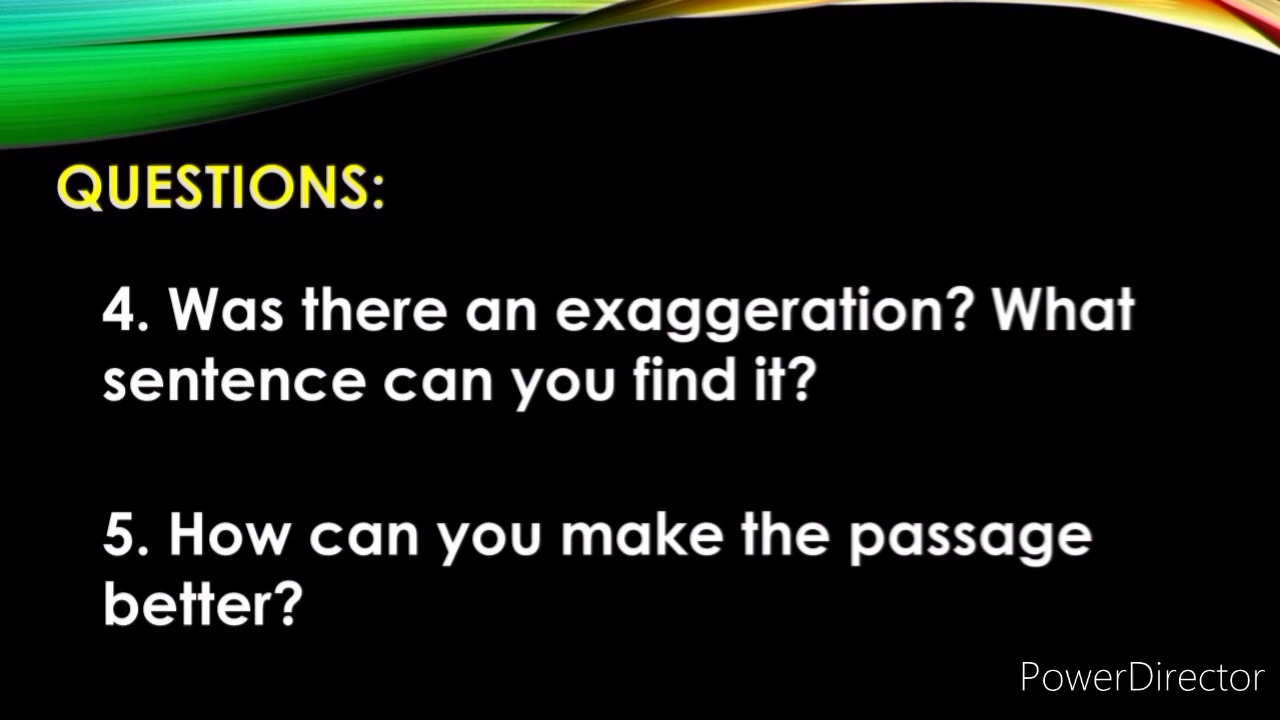 QUESTIONS:
4. Was there an exaggeration? What
sentence can you find it?
5. How can you make the passage
better?
PowerDirector